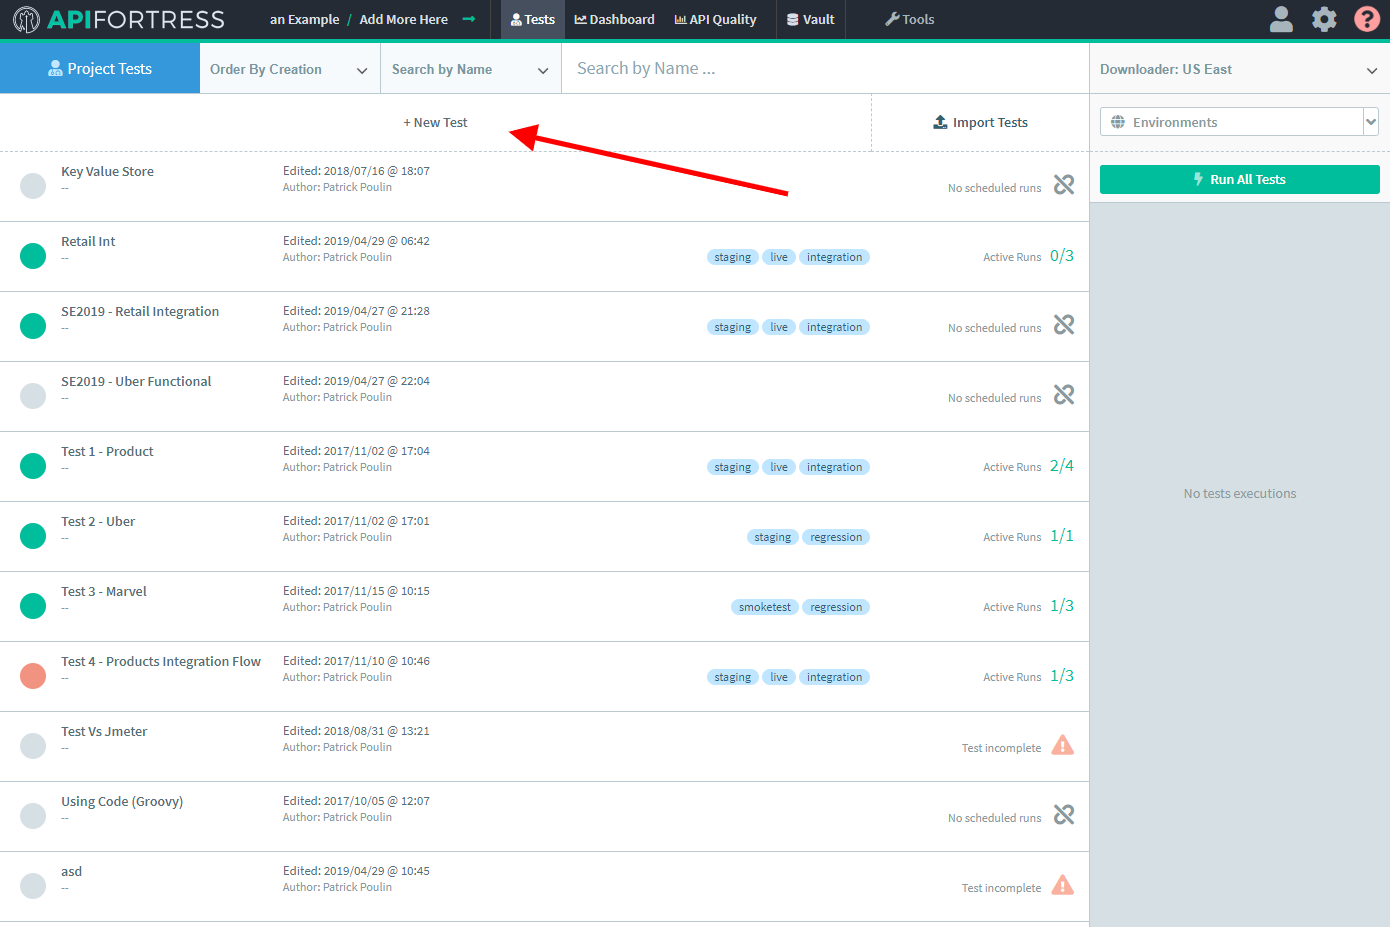 APIFORTRESS an Example / Add More Here Tests Dashboard API Quality Vault Tools ?
Project Tests Order By Creation Search by Name Search by Name ... Downloader: US East
+ New Test Import Tests Environments
Key Value Store Edited: 2018/07/16 @ 18:07
-- Author: Patrick Poulin No scheduled runs
Run All Tests
Retail Int Edited: 2019/04/29 @ 06:42
-- Author: Patrick Poulin staging live integration Active Runs 0/3
SE2019 - Retail Integration Edited: 2019/04/27 @ 21:28
-- Author: Patrick Poulin staging live integration No scheduled runs
SE2019 - Uber Functional Edited: 2019/04/27 @ 22:04
-- Author: Patrick Poulin No scheduled runs
Test 1 - Product Edited: 2017/11/02 @ 17:04
-- Author: Patrick Poulin staging live integration Active Runs 2/4
No tests executions
Test 2 - Uber Edited: 2017/11/02 @ 17:01
-- Author: Patrick Poulin staging regression Active Runs 1/1
Test 3 - Marvel Edited: 2017/11/15 @ 10:15
-- Author: Patrick Poulin smoketest regression Active Runs 1/3
Test 4 - Products Integration Flow Edited: 2017/11/10 @ 10:46
-- Author: Patrick Poulin staging live integration Active Runs 1/3
Test Vs Jmeter Edited: 2018/08/31 @ 13:21
-- Author: Patrick Poulin Test incomplete
Using Code (Groovy) Edited: 2017/10/05 @ 12:07
-- Author: Patrick Poulin No scheduled runs
asd Edited: 2019/04/29 @ 10:45
-- Author: Patrick Poulin Test incomplete